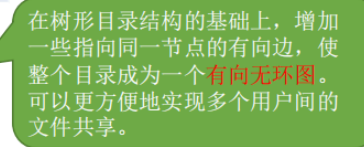 在树形目录结构的基础上，增加
一些指向同一节点的有向边，使
整个目录成为一个有向无环图。
可以更方便地实现多个用户间的
文件共享。